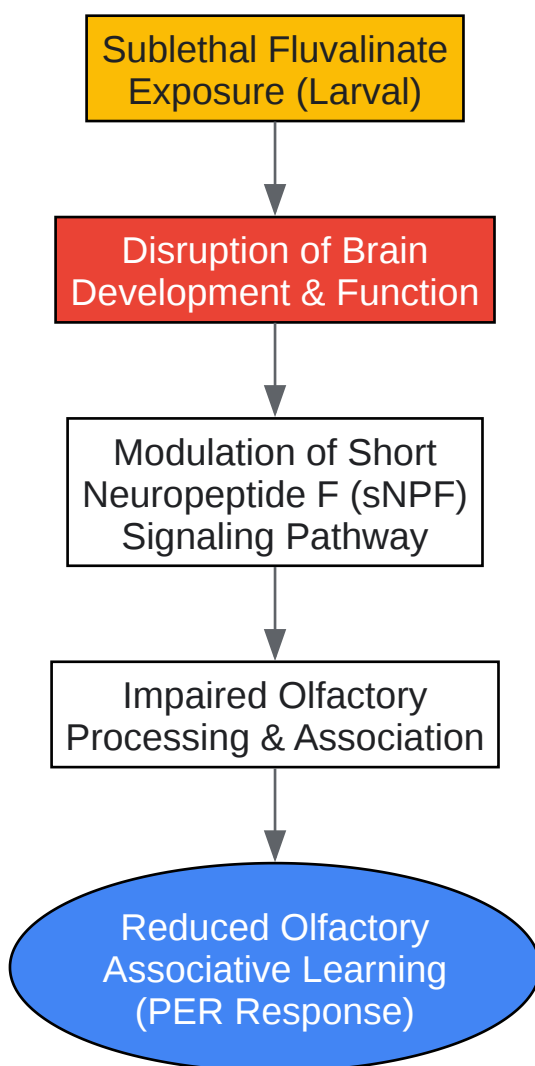 Sublethal Fluvalinate
Exposure (Larval)
Disruption of Brain
Development & Function
Modulation of Short
Neuropeptide F (sNPF)
Signaling Pathway
Impaired Olfactory
Processing & Association
Reduced Olfactory
Associative Learning
(PER Response)